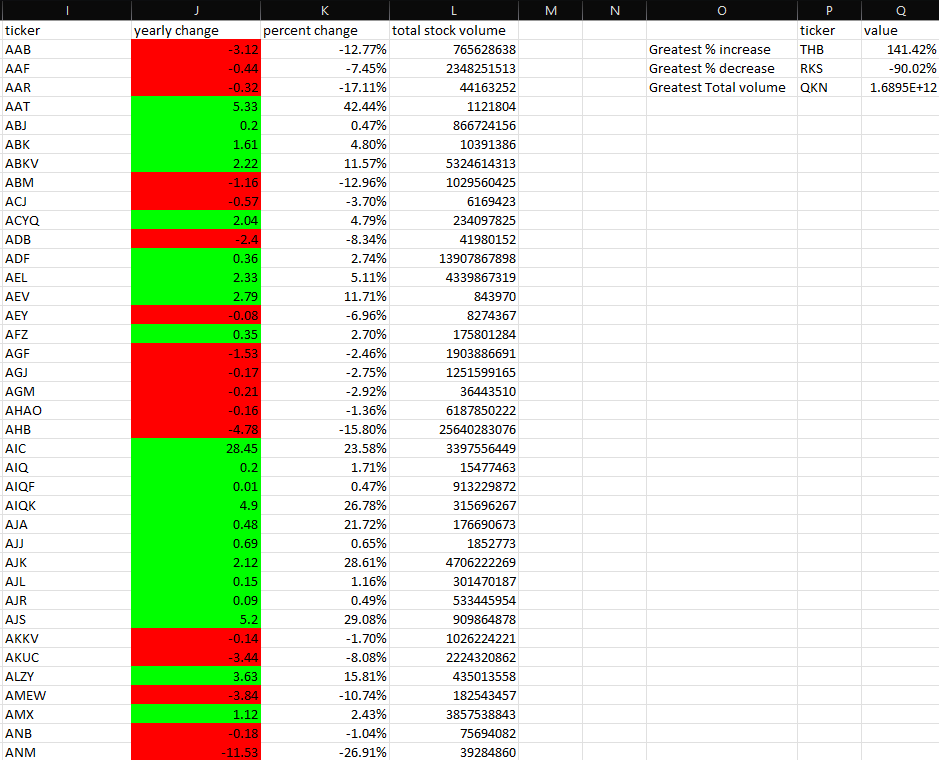 I J K L M N O P Q
ticker yearly change percent change total stock volume ticker value
AAB -3.12 -12.77% 765628638 Greatest % increase THB 141.42%
AAF -0.44 -7.45% 2348251513 Greatest % decrease RKS -90.02%
AAR -0.32 -17.11% 44163252 Greatest Total volume QKN 1.6895E+12
AAT 5.33 42.44% 1121804
ABJ 0.2 0.47% 866724156
ABK 1.61 4.80% 10391386
ABKV 2.22 11.57% 5324614313
ABM -1.16 -12.96% 1029560425
ACJ -0.57 -3.70% 6169423
ACYQ 2.04 4.79% 234097825
ADB -2.4 -8.34% 41980152
ADF 0.36 2.74% 13907867898
AEL 2.33 5.11% 4339867319
AEV 2.79 11.71% 843970
AEY -0.08 -6.96% 8274367
AFZ 0.35 2.70% 175801284
AGF -1.53 -2.46% 1903886691
AGJ -0.17 -2.75% 1251599165
AGM -0.21 -2.92% 36443510
AHAO -0.16 -1.36% 6187850222
AHB -4.78 -15.80% 25640283076
AIC 28.45 23.58% 3397556449
AIQ 0.2 1.71% 15477463
AIQF 0.01 0.47% 913229872
AIQK 4.9 26.78% 315696267
AJA 0.48 21.72% 176690673
AJJ 0.69 0.65% 1852773
AJK 2.12 28.61% 4706222269
AJL 0.15 1.16% 301470187
AJR 0.09 0.49% 533445954
AJS 5.2 29.08% 909864878
AKKV -0.14 -1.70% 1026224221
AKUC -3.44 -8.08% 2224320862
ALZY 3.63 15.81% 435013558
AMEW -3.84 -10.74% 182543457
AMX 1.12 2.43% 3857538843
ANB -0.18 -1.04% 75694082
ANM -11.53 -26.91% 39284860